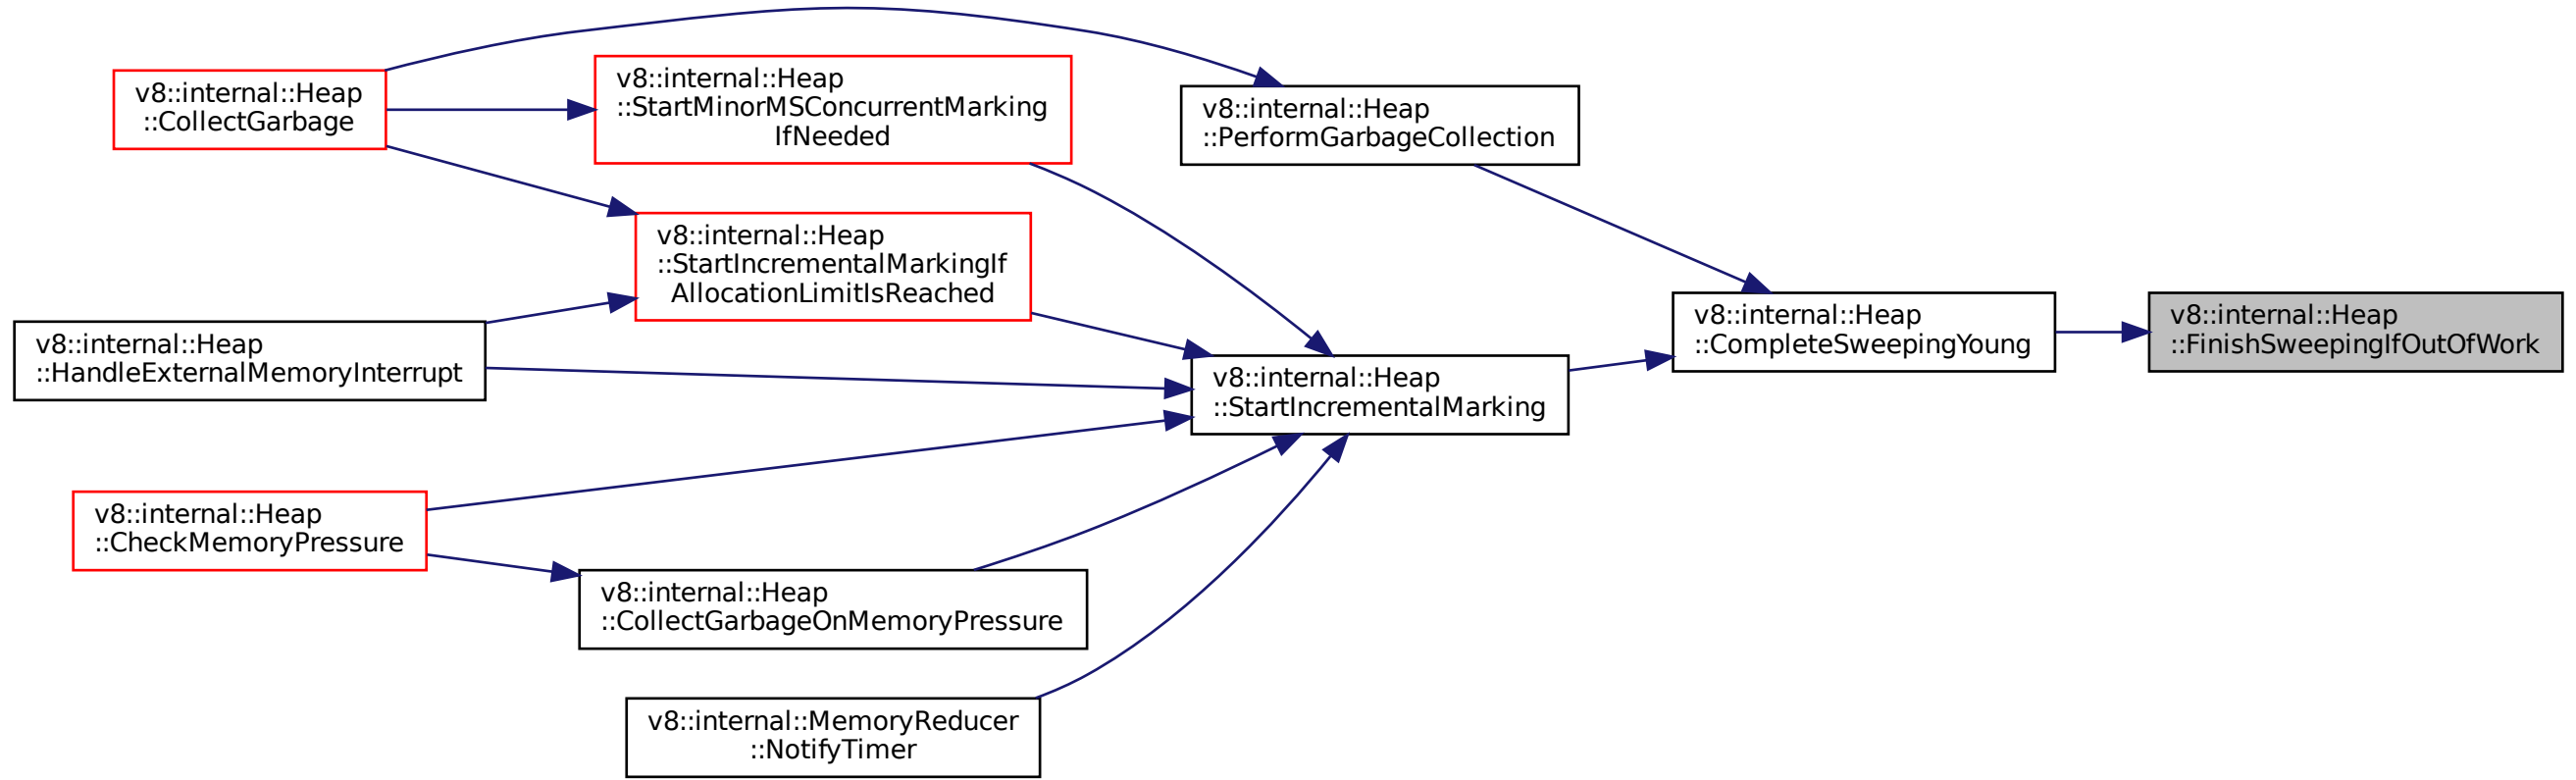 v8::internal::Heap
::CollectGarbage
v8::internal::Heap
::StartMinorMSConcurrentMarking
IfNeeded
v8::internal::Heap
::PerformGarbageCollection
v8::internal::Heap
::StartIncrementalMarkingIf
AllocationLimitIsReached
v8::internal::Heap
::HandleExternalMemoryInterrupt
v8::internal::Heap
::StartIncrementalMarking
v8::internal::Heap
::CompleteSweepingYoung
v8::internal::Heap
::FinishSweepingIfOutOfWork
v8::internal::Heap
::CheckMemoryPressure
v8::internal::Heap
::CollectGarbageOnMemoryPressure
v8::internal::MemoryReducer
::NotifyTimer